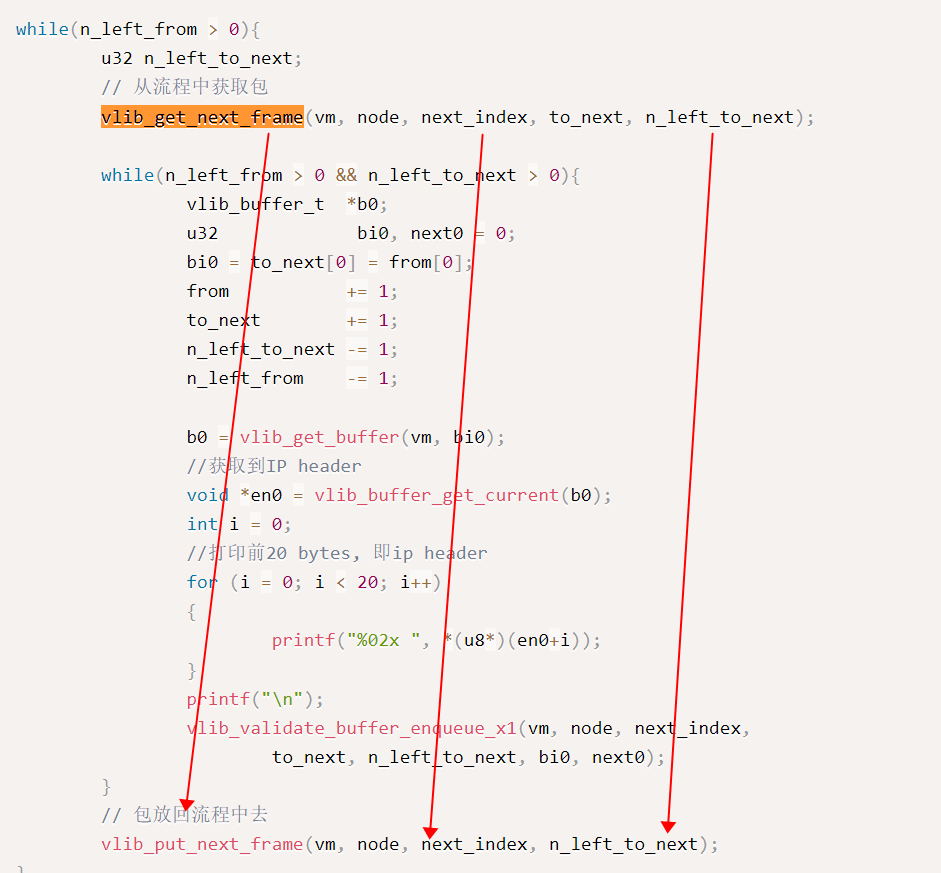 while(n_left_from > 0){
u32 n_left_to_next;
// 从流程中获取包
vlib_get_next_frame(vm, node, next_index, to_next, n_left_to_next);
while(n_left_from > 0 && n_left_to_next > 0){
vlib_buffer_t *b0;
u32 bi0, next0 = 0;
bi0 = to_next[0] = from[0];
from += 1;
to_next += 1;
n_left_to_next -= 1;
n_left_from -= 1;
b0 = vlib_get_buffer(vm, bi0);
//获取到IP header
void *en0 = vlib_buffer_get_current(b0);
int i = 0;
//打印前20 bytes, 即ip header
for (i = 0; i < 20; i++)
{
printf("%02x ", *(u8*)(en0+i));
}
printf("\n");
vlib_validate_buffer_enqueue_x1(vm, node, next_index,
to_next, n_left_to_next, bi0, next0);
}
// 包放回流程中去
vlib_put_next_frame(vm, node, next_index, n_left_to_next);
}